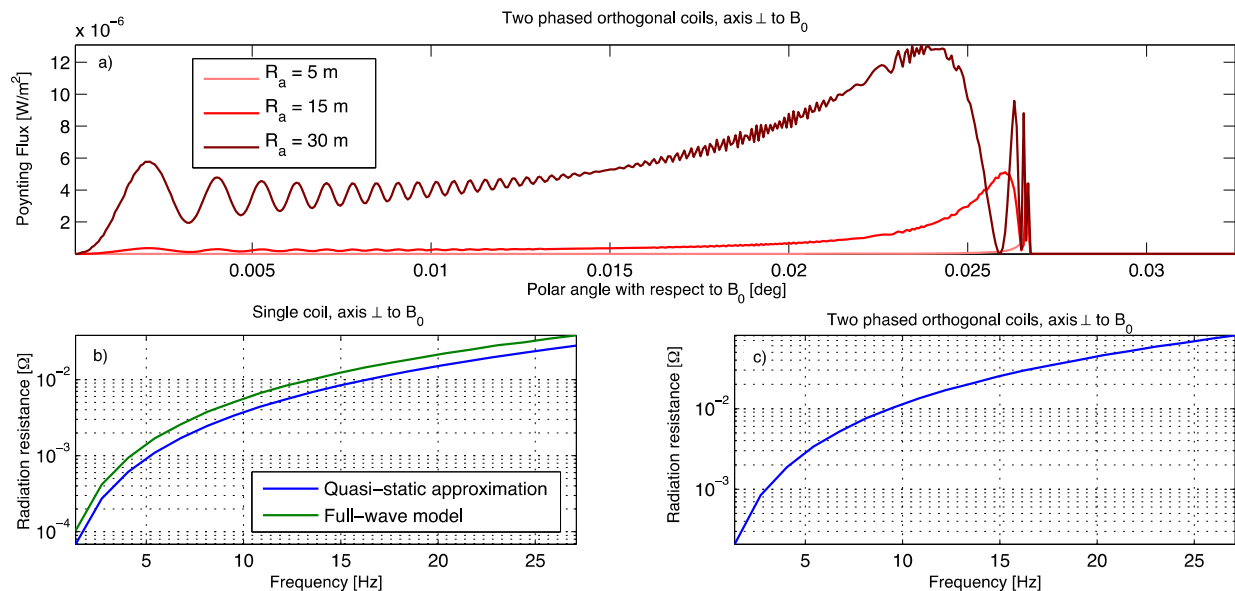 Two phased orthogonal coils, axis ⊥ to B₀
x 10⁻⁶
a)
Poynting Flux [W/m²]
12
10
8
6
4
2
Rₐ = 5 m
Rₐ = 15 m
Rₐ = 30 m
0.005 0.01 0.015 0.02 0.025 0.03
Polar angle with respect to B₀ [deg]
Single coil, axis ⊥ to B₀
b)
Radiation resistance [Ω]
10⁻²
10⁻³
10⁻⁴
Quasi−static approximation
Full−wave model
5 10 15 20 25
Frequency [Hz]
Two phased orthogonal coils, axis ⊥ to B₀
c)
Radiation resistance [Ω]
10⁻²
10⁻³
5 10 15 20 25
Frequency [Hz]